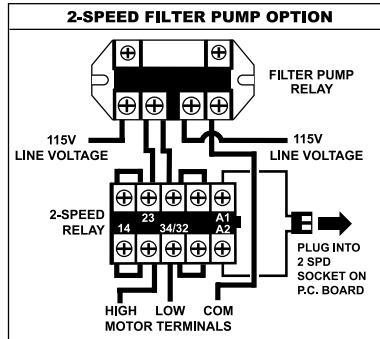 2-SPEED FILTER PUMP OPTION
FILTER PUMP
RELAY
115V
LINE VOLTAGE
115V
LINE VOLTAGE
2-SPEED
RELAY
23
14
34/32
A1
A2
PLUG INTO
2 SPD
SOCKET ON
P.C. BOARD
HIGH LOW COM
MOTOR TERMINALS